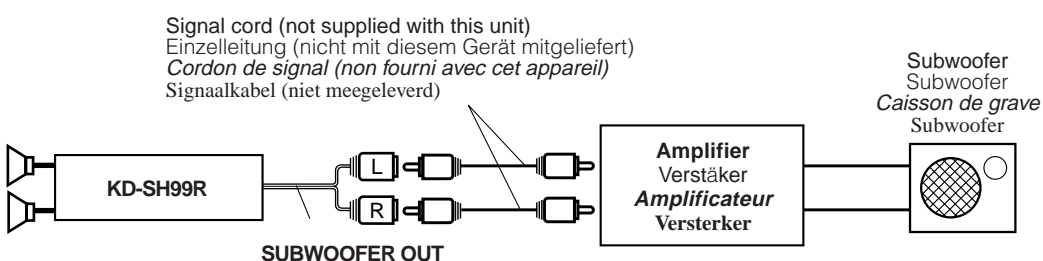 Signal cord (not supplied with this unit)
Einzelleitung (nicht mit diesem Gerät mitgeliefert)
Cordon de signal (non fourni avec cet appareil)
Signaalkabel (niet meegeleverd)
Subwoofer
Subwoofer
Caisson de grave
Subwoofer
KD-SH99R
L
R
Amplifier
Verstäker
Amplificateur
Versterker
SUBWOOFER OUT